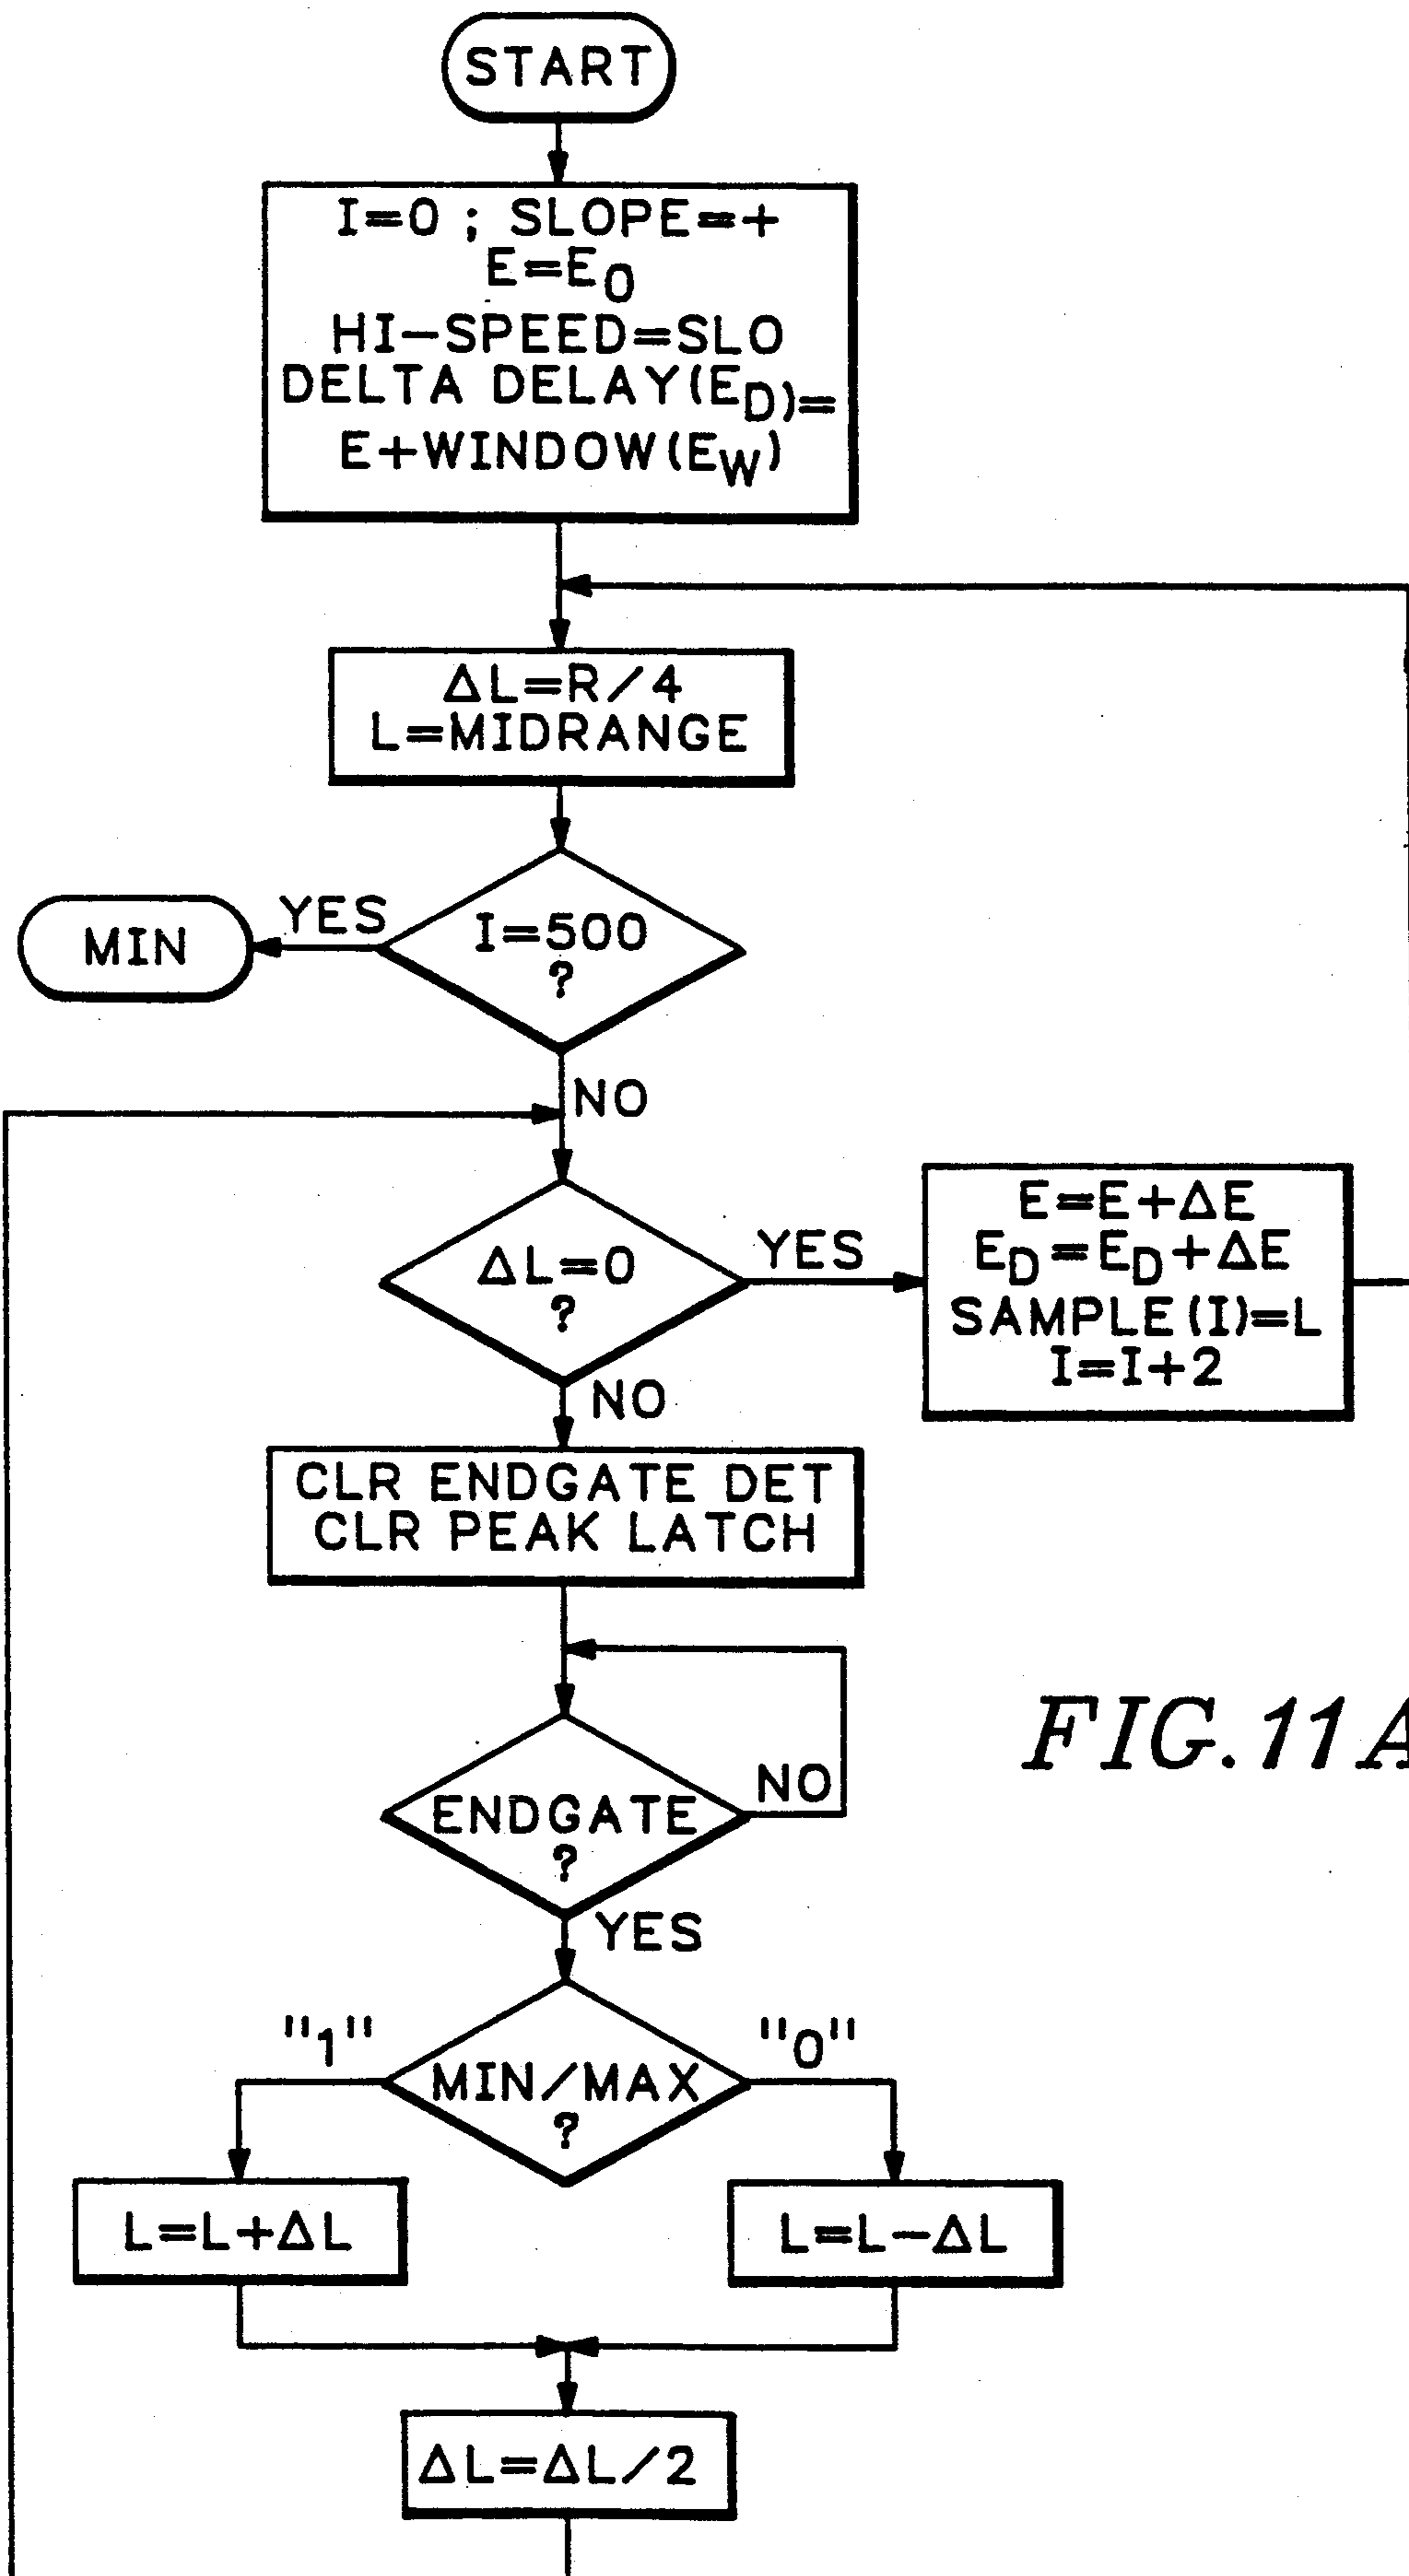 START
I=0 ; SLOPE=+
E=E0
HI-SPEED=SLO
DELTA DELAY(ED)=
E+WINDOW(EW)
ΔL=R/4
L=MIDRANGE
I=500
?
YES
MIN
NO
ΔL=0
?
YES
E=E+ΔE
ED=ED+ΔE
SAMPLE(I)=L
I=I+2
NO
CLR ENDGATE DET
CLR PEAK LATCH
ENDGATE
?
NO
YES
FIG.11A
MIN/MAX
?
"1"
"0"
L=L+ΔL
L=L-ΔL
ΔL=ΔL/2